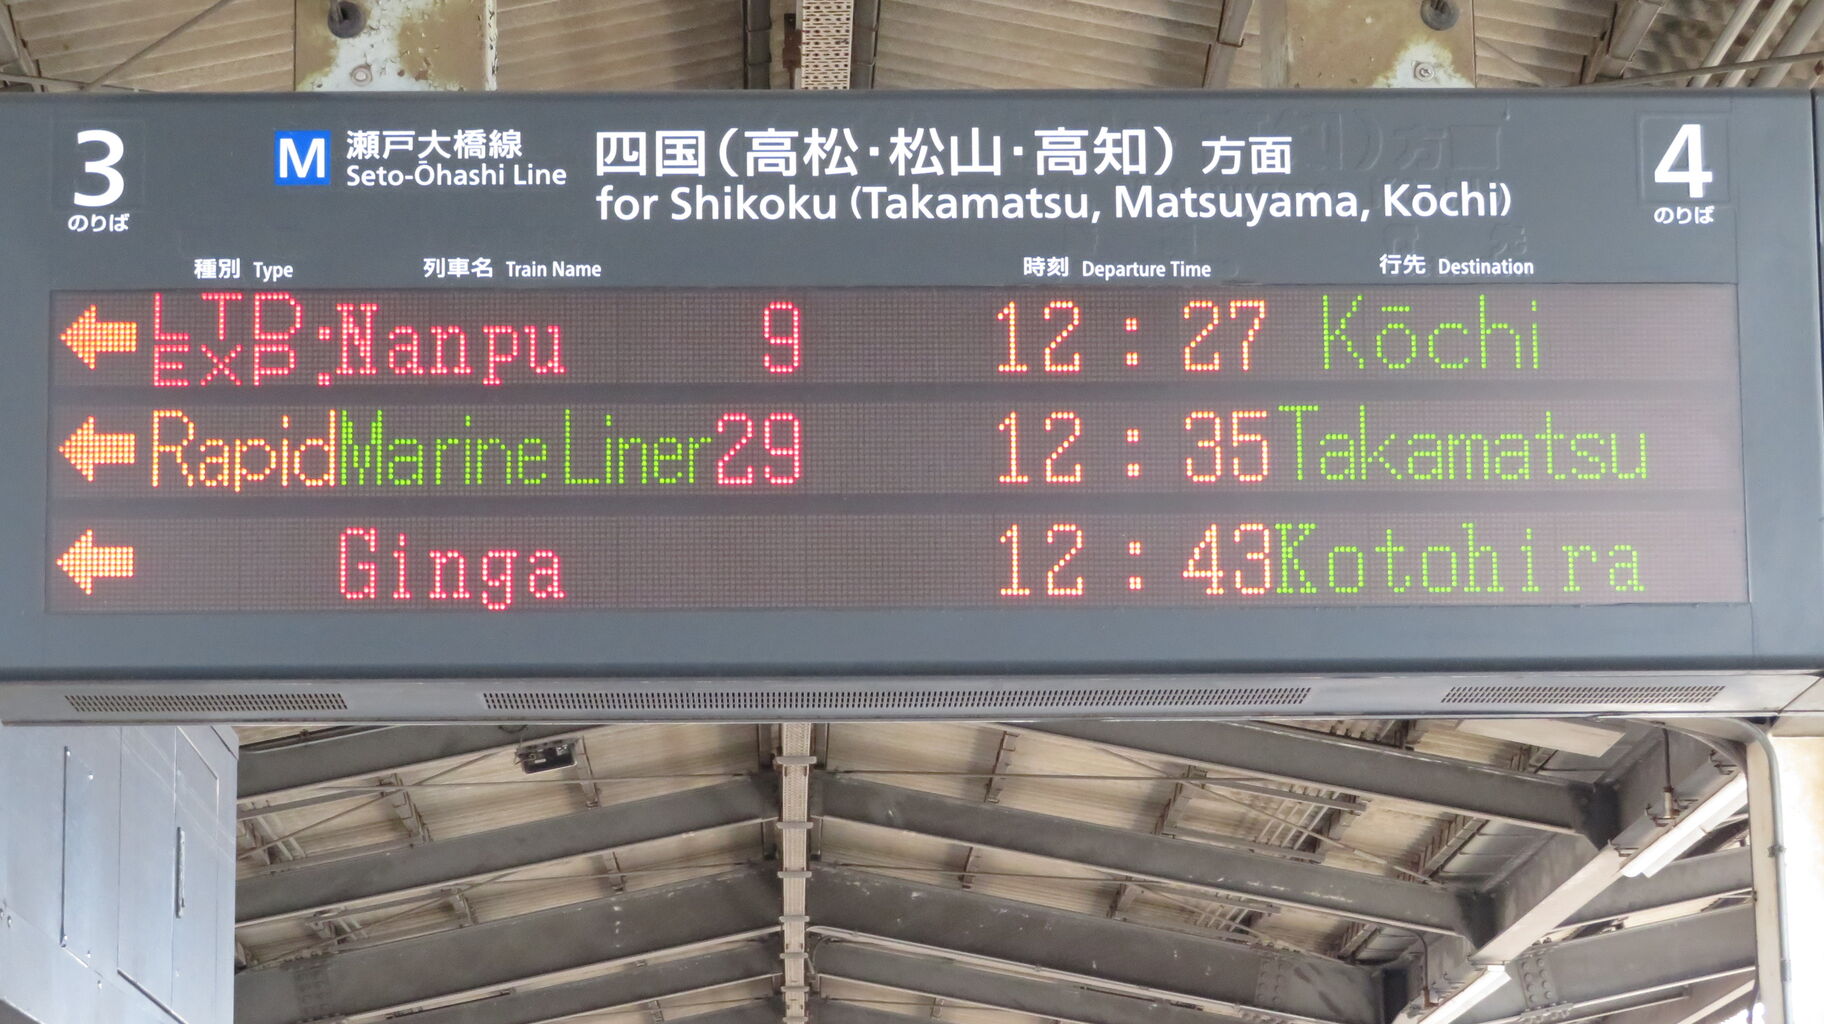 3
のりば
M 瀬戸大橋線
Seto-Ōhashi Line
四国(高松・松山・高知) 方面
for Shikoku (Takamatsu, Matsuyama, Kōchi)
4
のりば
種別 Type 列車名 Train Name 時刻 Departure Time 行先 Destination
← LTD. EXP. Nanpu 9 12:27 Kōchi
← Rapid Marine Liner 29 12:35 Takamatsu
← Ginga 12:43 Kotohira